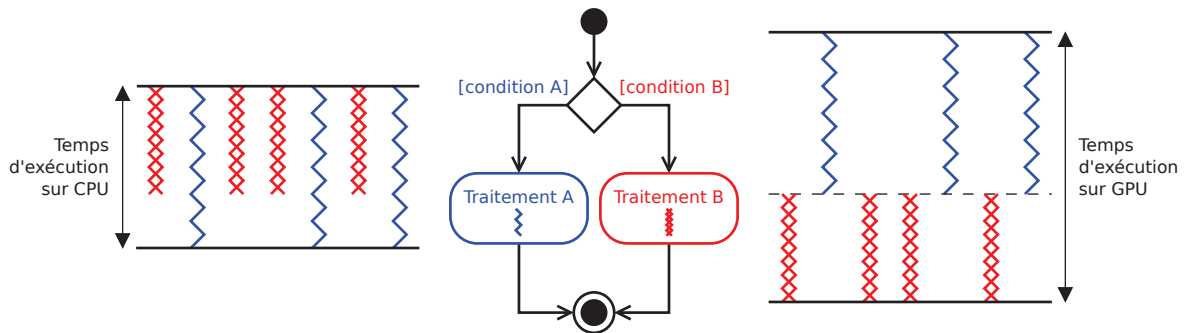 Temps
d'exécution
sur CPU
[condition A]
[condition B]
Traitement A
Traitement B
Temps
d'exécution
sur GPU